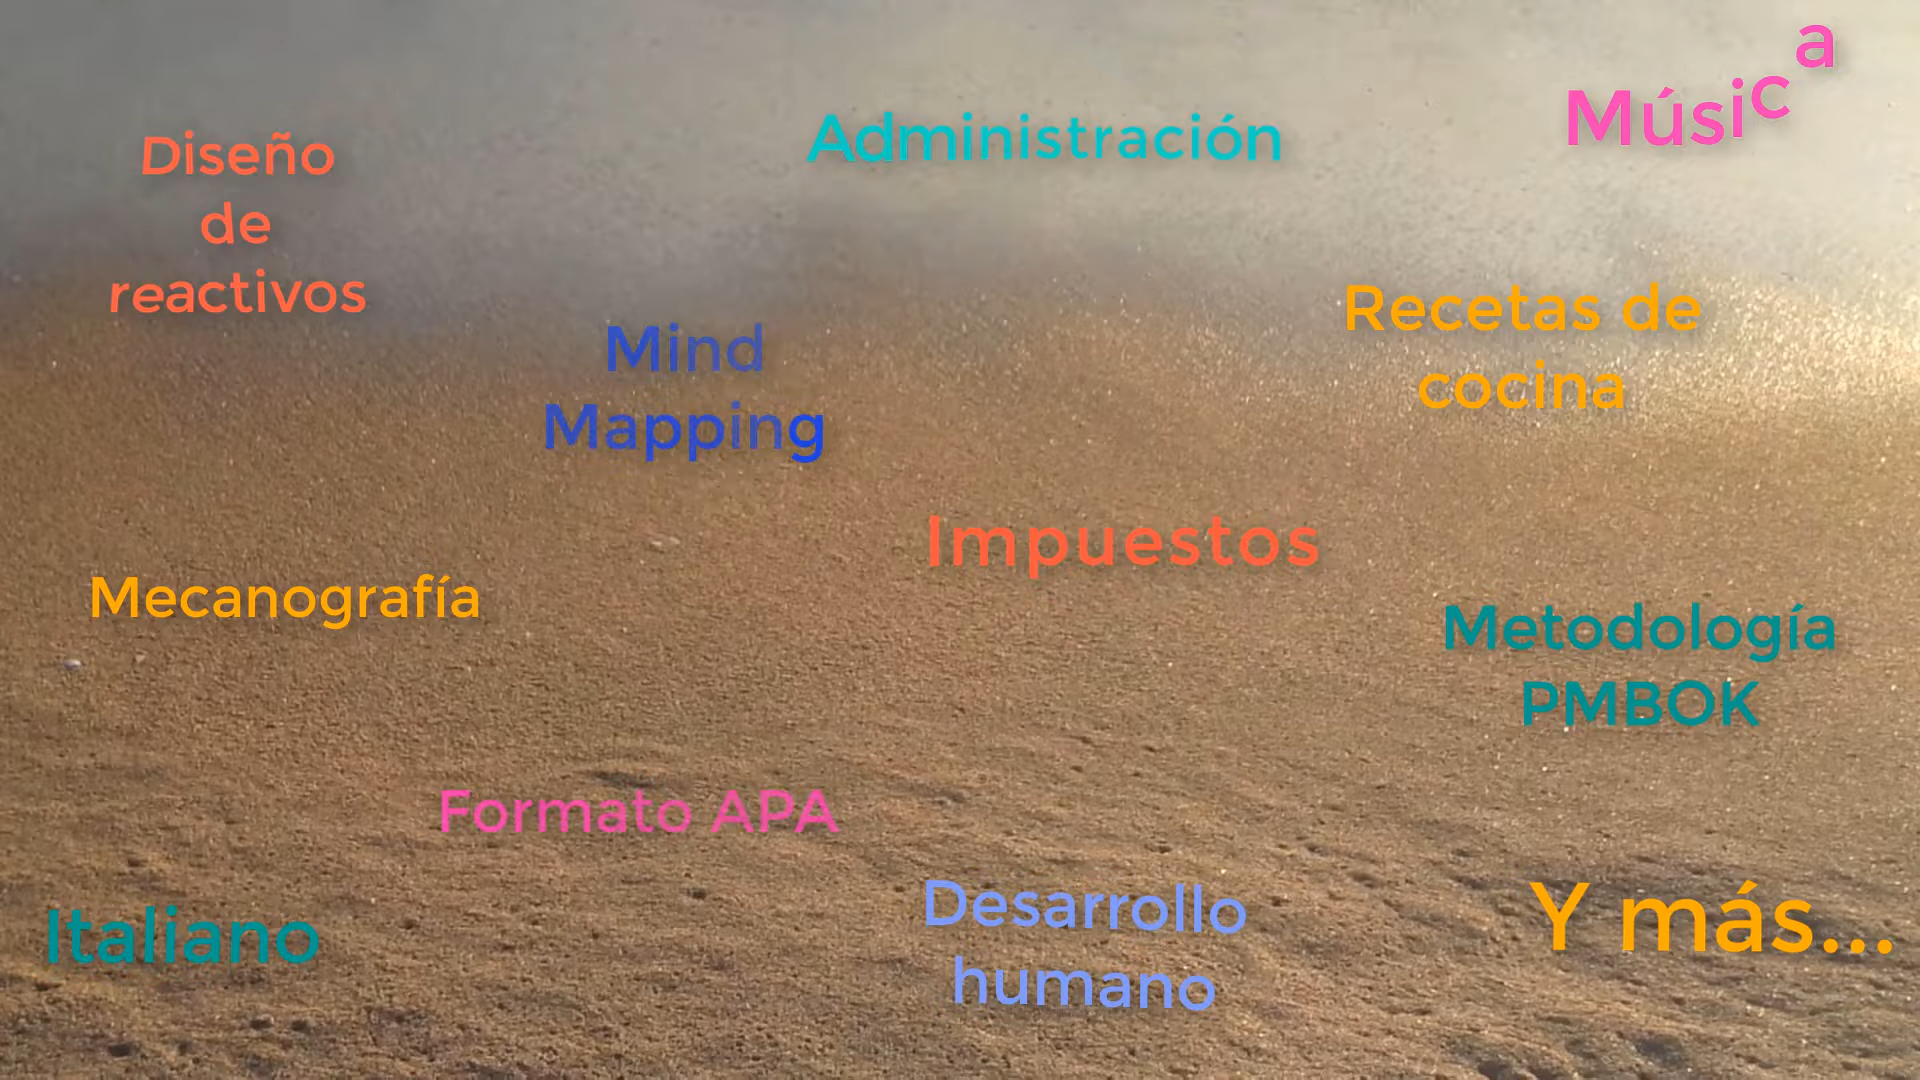 Música
Administración
Diseño
de
reactivos
Recetas de
cocina
Mind
Mapping
Impuestos
Mecanografía
Metodología
PMBOK
Formato APA
Desarrollo
humano
Italiano
Y más...